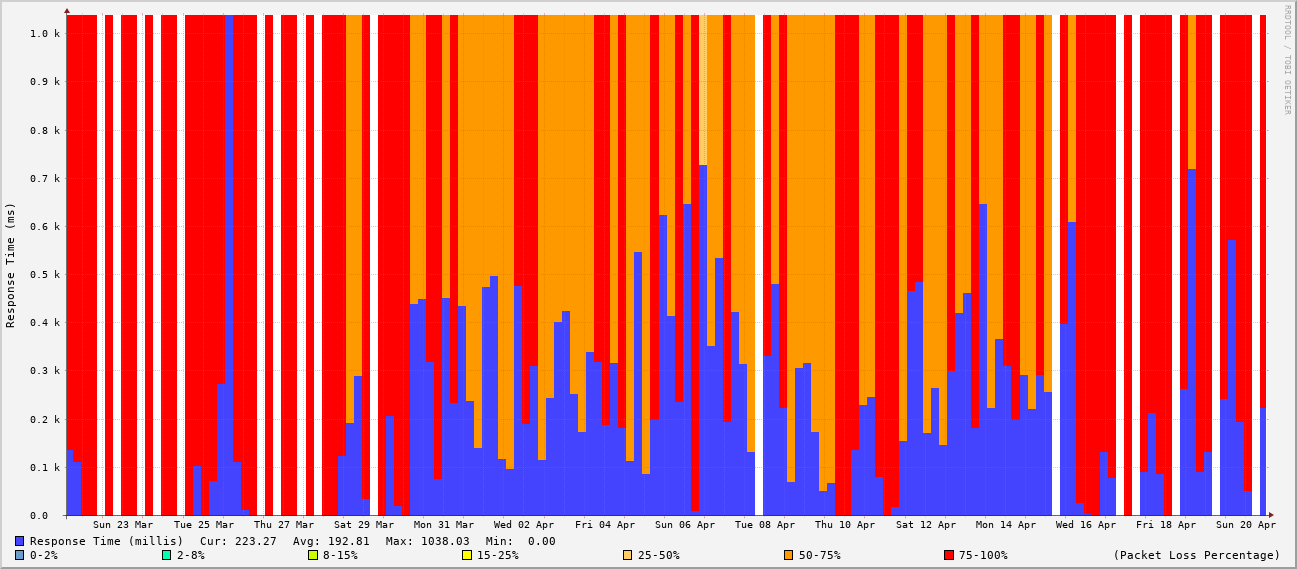 RRDTOOL / TOBI OETIKER
Response Time (ms)
1.0 k
0.9 k
0.8 k
0.7 k
0.6 k
0.5 k
0.4 k
0.3 k
0.2 k
0.1 k
0.0
Sun 23 Mar Tue 25 Mar Thu 27 Mar Sat 29 Mar Mon 31 Mar Wed 02 Apr Fri 04 Apr Sun 06 Apr Tue 08 Apr Thu 10 Apr Sat 12 Apr Mon 14 Apr Wed 16 Apr Fri 18 Apr Sun 20 Apr
Response Time (millis) Cur: 223.27 Avg: 192.81 Max: 1038.03 Min: 0.00
0-2% 2-8% 8-15% 15-25% 25-50% 50-75% 75-100% (Packet Loss Percentage)